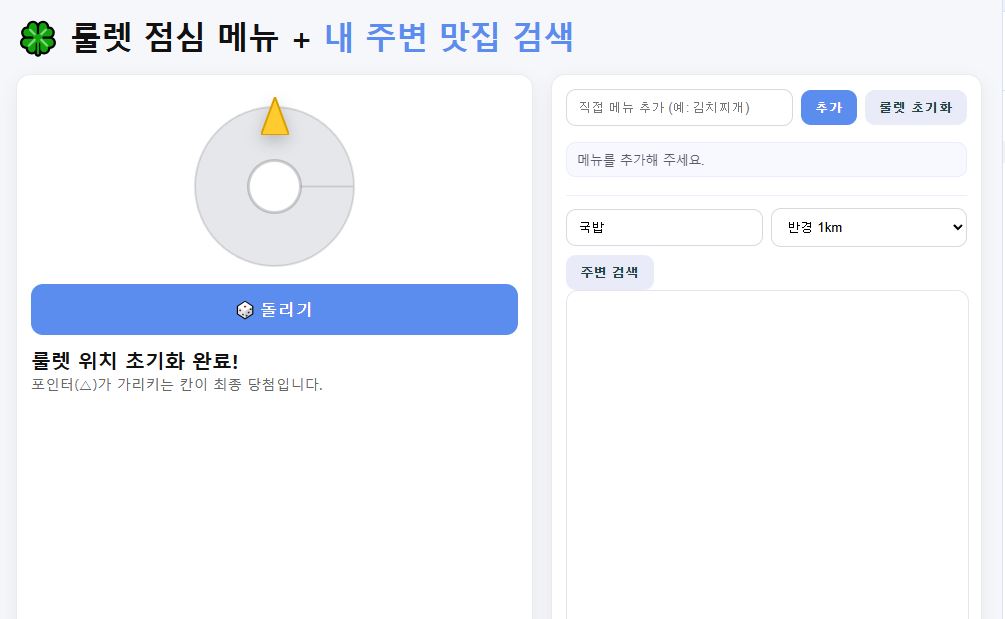 룰렛 점심 메뉴 + 내 주변 맛집 검색
🎲 돌리기
룰렛 위치 초기화 완료!
포인터(△)가 가리키는 칸이 최종 당첨입니다.
직접 메뉴 추가 (예: 김치찌개)
추가
룰렛 초기화
메뉴를 추가해 주세요.
국밥
반경 1km
주변 검색